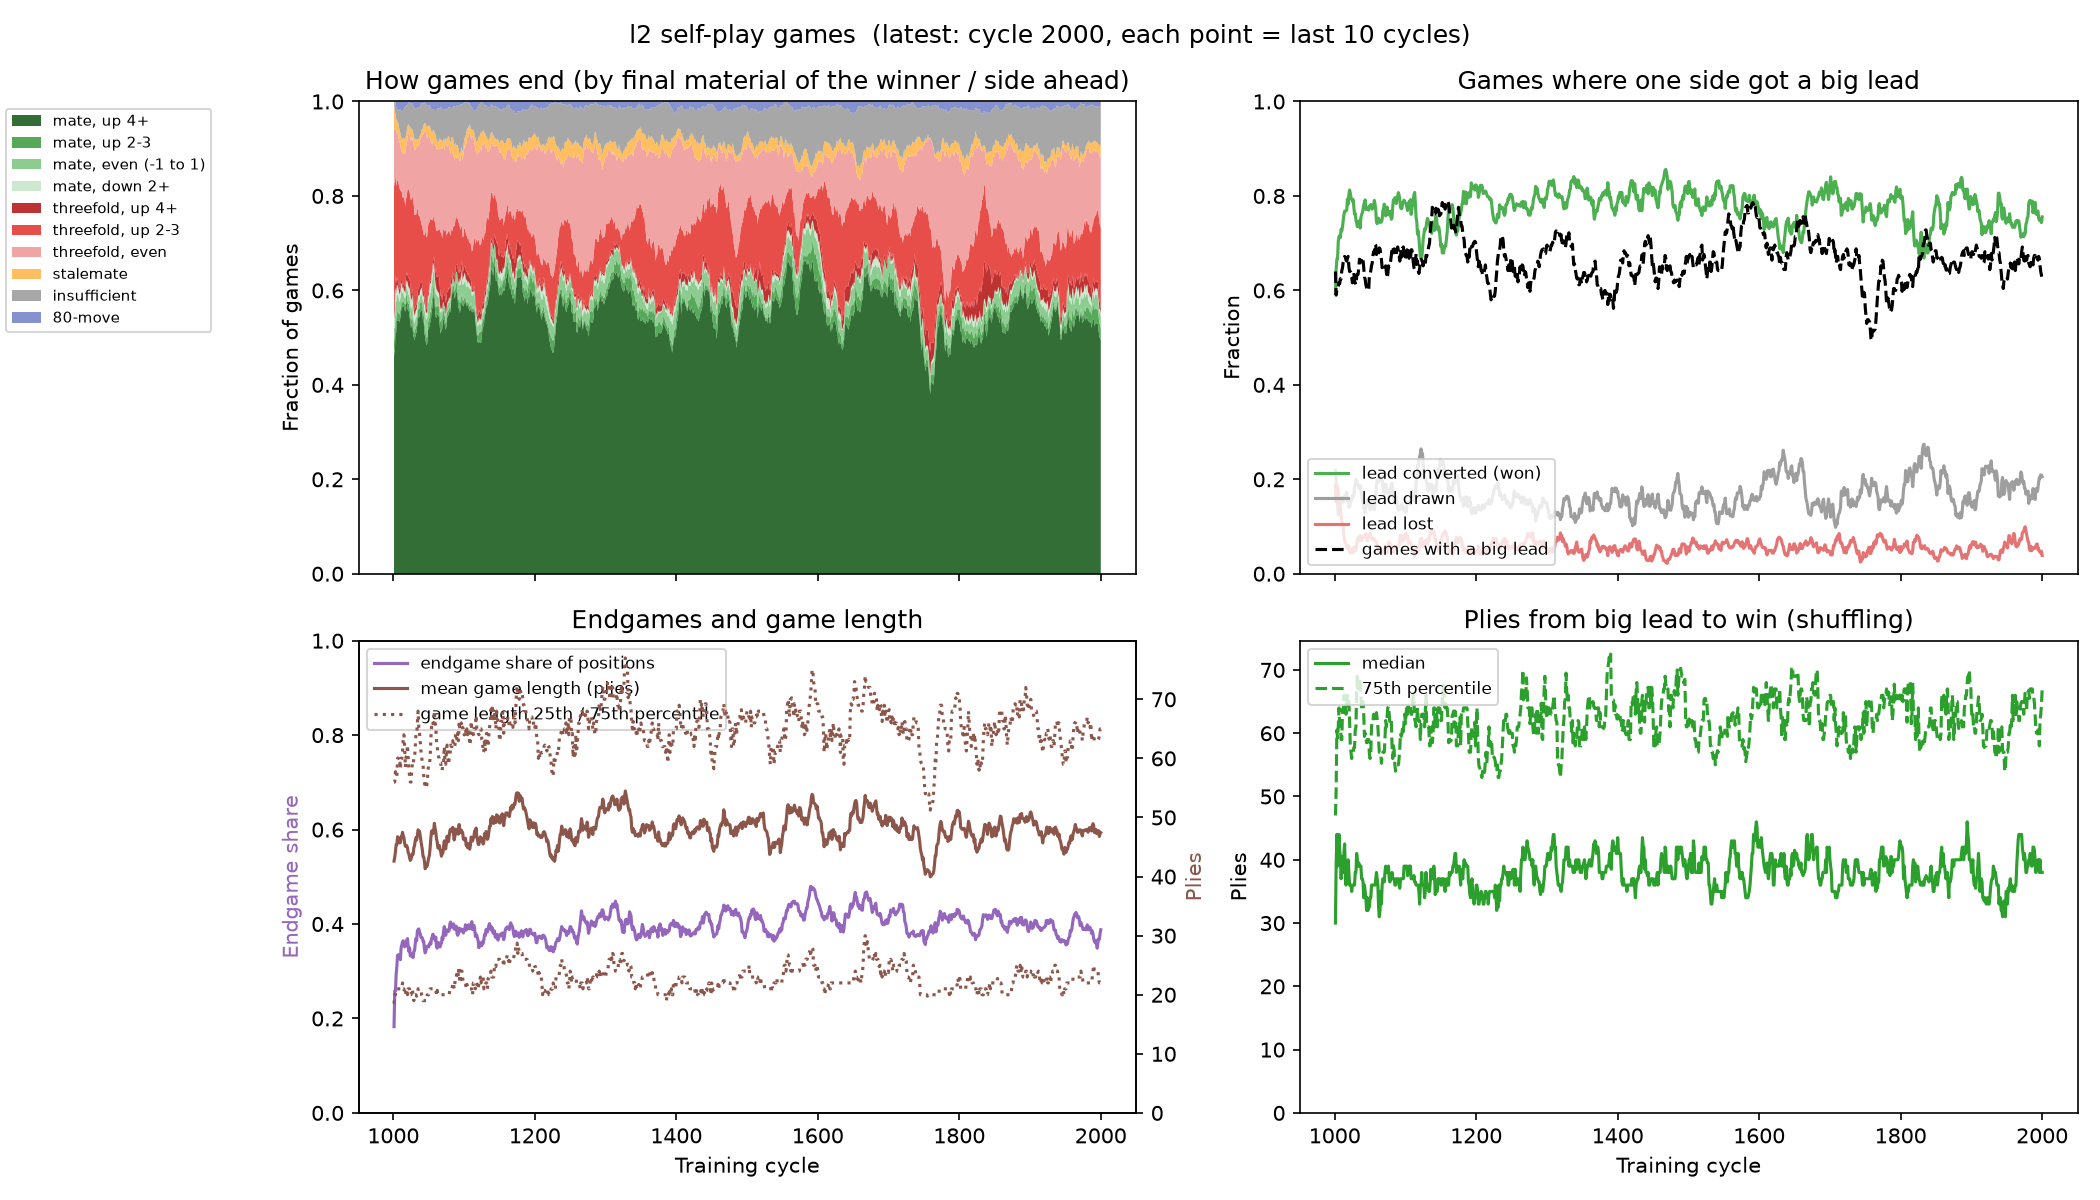 l2 self-play games  (latest: cycle 2000, each point = last 10 cycles)
How games end (by final material of the winner / side ahead)
mate, up 4+
mate, up 2-3
mate, even (-1 to 1)
mate, down 2+
threefold, up 4+
threefold, up 2-3
threefold, even
stalemate
insufficient
80-move
Fraction of games
1.0
0.8
0.6
0.4
0.2
0.0
Games where one side got a big lead
Fraction
1.0
0.8
0.6
0.4
0.2
0.0
lead converted (won)
lead drawn
lead lost
games with a big lead
Endgames and game length
Endgame share
1.0
0.8
0.6
0.4
0.2
0.0
endgame share of positions
mean game length (plies)
game length 25th / 75th percentile
70
60
50
40
30
20
10
0
Plies
1000 1200 1400 1600 1800 2000
Training cycle
Plies from big lead to win (shuffling)
Plies
70
60
50
40
30
20
10
0
median
75th percentile
1000 1200 1400 1600 1800 2000
Training cycle